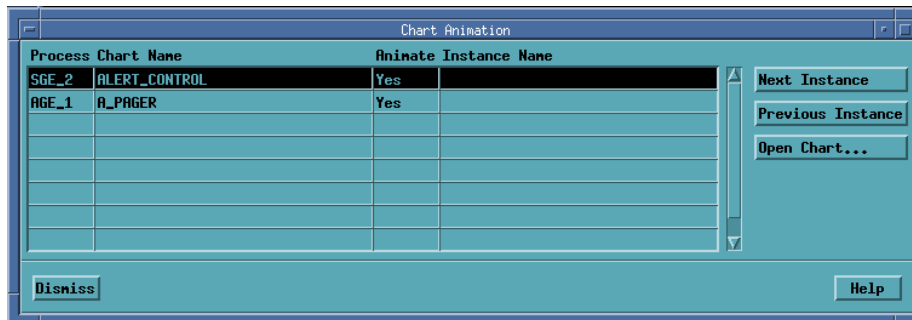 Chart Animation
Process Chart Name Animate Instance Name
SGE_2 ALERT_CONTROL Yes
AGE_1 A_PAGER Yes
Next Instance
Previous Instance
Open Chart...
Dismiss
Help